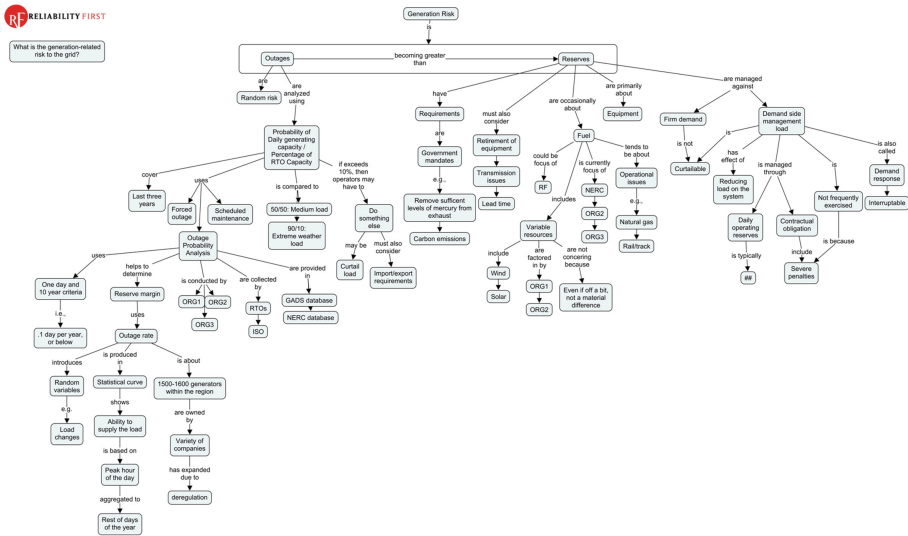 RELIABILITY FIRST
RF
What is the generation-related
risk to the grid?
Generation Risk
is
Outages
becoming greater
than
Reserves
are
Random risk
are
analyzed
using
Probability of
Daily generating
capacity /
Percentage of
RTO Capacity
cover
Last three
years
uses
Forced
outage
Scheduled
maintenance
Outage
Probability
Analysis
is compared to
50/50: Medium load
90/10:
Extreme weather
load
if exceeds
10%, then
operators may
have to
Do
something
else
may be
Curtail
load
must also
consider
Import/export
requirements
uses
One day and
10 year criteria
i.e.,
.1 day per year,
or below
helps to
determine
Reserve margin
uses
Outage rate
is conducted by
ORG1
ORG2
ORG3
are collected
by
RTOs
ISO
are provided
in
GADS database
NERC database
introduces
Random
variables
e.g.
Load
changes
is produced
in
Statistical curve
shows
Ability to
supply the load
is based on
Peak hour
of the day
aggregated to
Rest of days
of the year
is about
1500-1600 generators
within the region
are owned
by
Variety of
companies
has expanded
due to
deregulation
have
Requirements
are
Government
mandates
e.g.,
Remove sufficent
levels of mercury from
exhaust
Carbon emissions
must also
consider
Retirement of
equipment
Transmission
issues
Lead time
are occasionally
about
Fuel
could be
focus of
RF
includes
Variable
resources
include
Wind
Solar
are
factored
in by
ORG1
ORG2
are not
concering
because
Even if off a bit,
not a material
difference
is currently
focus of
NERC
ORG2
ORG3
tends to
be about
Operational
issues
e.g.,
Natural gas
Rail/track
are primarily
about
Equipment
are managed
against
Firm demand
is not
Curtailable
Demand side
management
load
is
has
effect of
Reducing
load on the
system
is managed
through
Daily
operating
reserves
is typically
##
Contractual
obligation
include
Severe
penalties
is
Not frequently
exercised
is because
is also
called
Demand
response
Interruptable